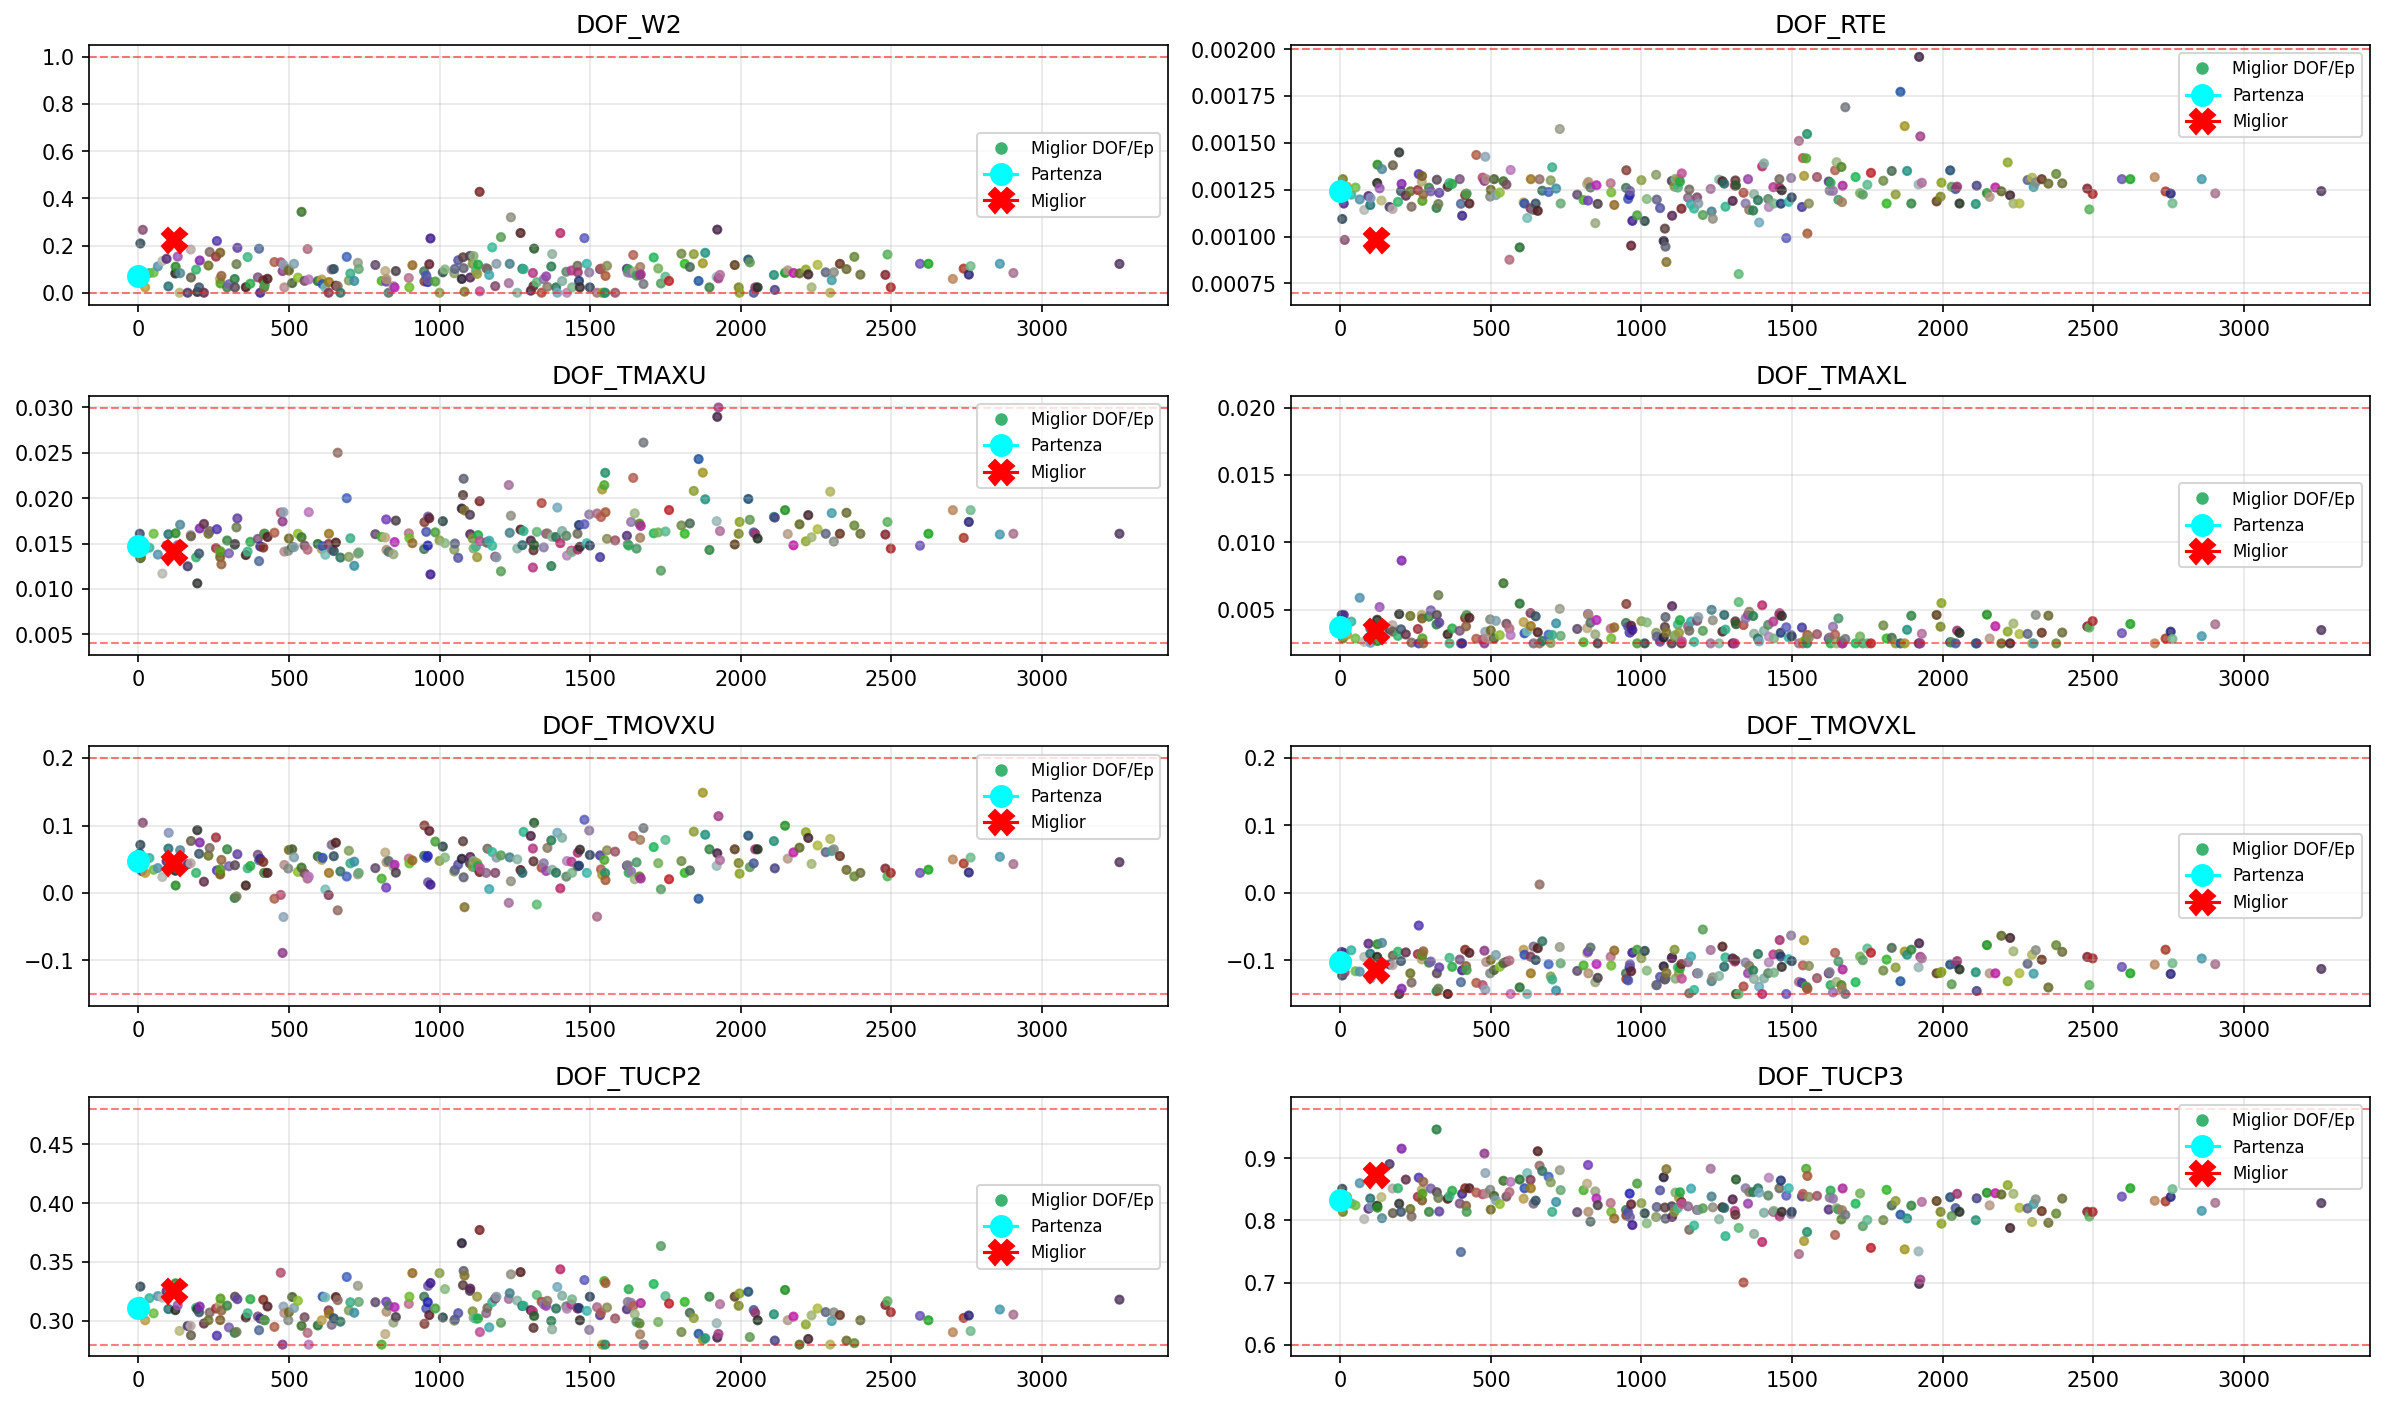 DOF_W2
1.0
0.8
0.6
0.4
0.2
0.0
0
500
1000
1500
2000
2500
3000
Miglior DOF/Ep
Partenza
Miglior
DOF_RTE
0.00200
0.00175
0.00150
0.00125
0.00100
0.00075
0
500
1000
1500
2000
2500
3000
Miglior DOF/Ep
Partenza
Miglior
DOF_TMAXU
0.030
0.025
0.020
0.015
0.010
0.005
0
500
1000
1500
2000
2500
3000
Miglior DOF/Ep
Partenza
Miglior
DOF_TMAXL
0.020
0.015
0.010
0.005
0
500
1000
1500
2000
2500
3000
Miglior DOF/Ep
Partenza
Miglior
DOF_TMOVXU
0.2
0.1
0.0
−0.1
0
500
1000
1500
2000
2500
3000
Miglior DOF/Ep
Partenza
Miglior
DOF_TMOVXL
0.2
0.1
0.0
−0.1
0
500
1000
1500
2000
2500
3000
Miglior DOF/Ep
Partenza
Miglior
DOF_TUCP2
0.45
0.40
0.35
0.30
0
500
1000
1500
2000
2500
3000
Miglior DOF/Ep
Partenza
Miglior
DOF_TUCP3
0.9
0.8
0.7
0.6
0
500
1000
1500
2000
2500
3000
Miglior DOF/Ep
Partenza
Miglior